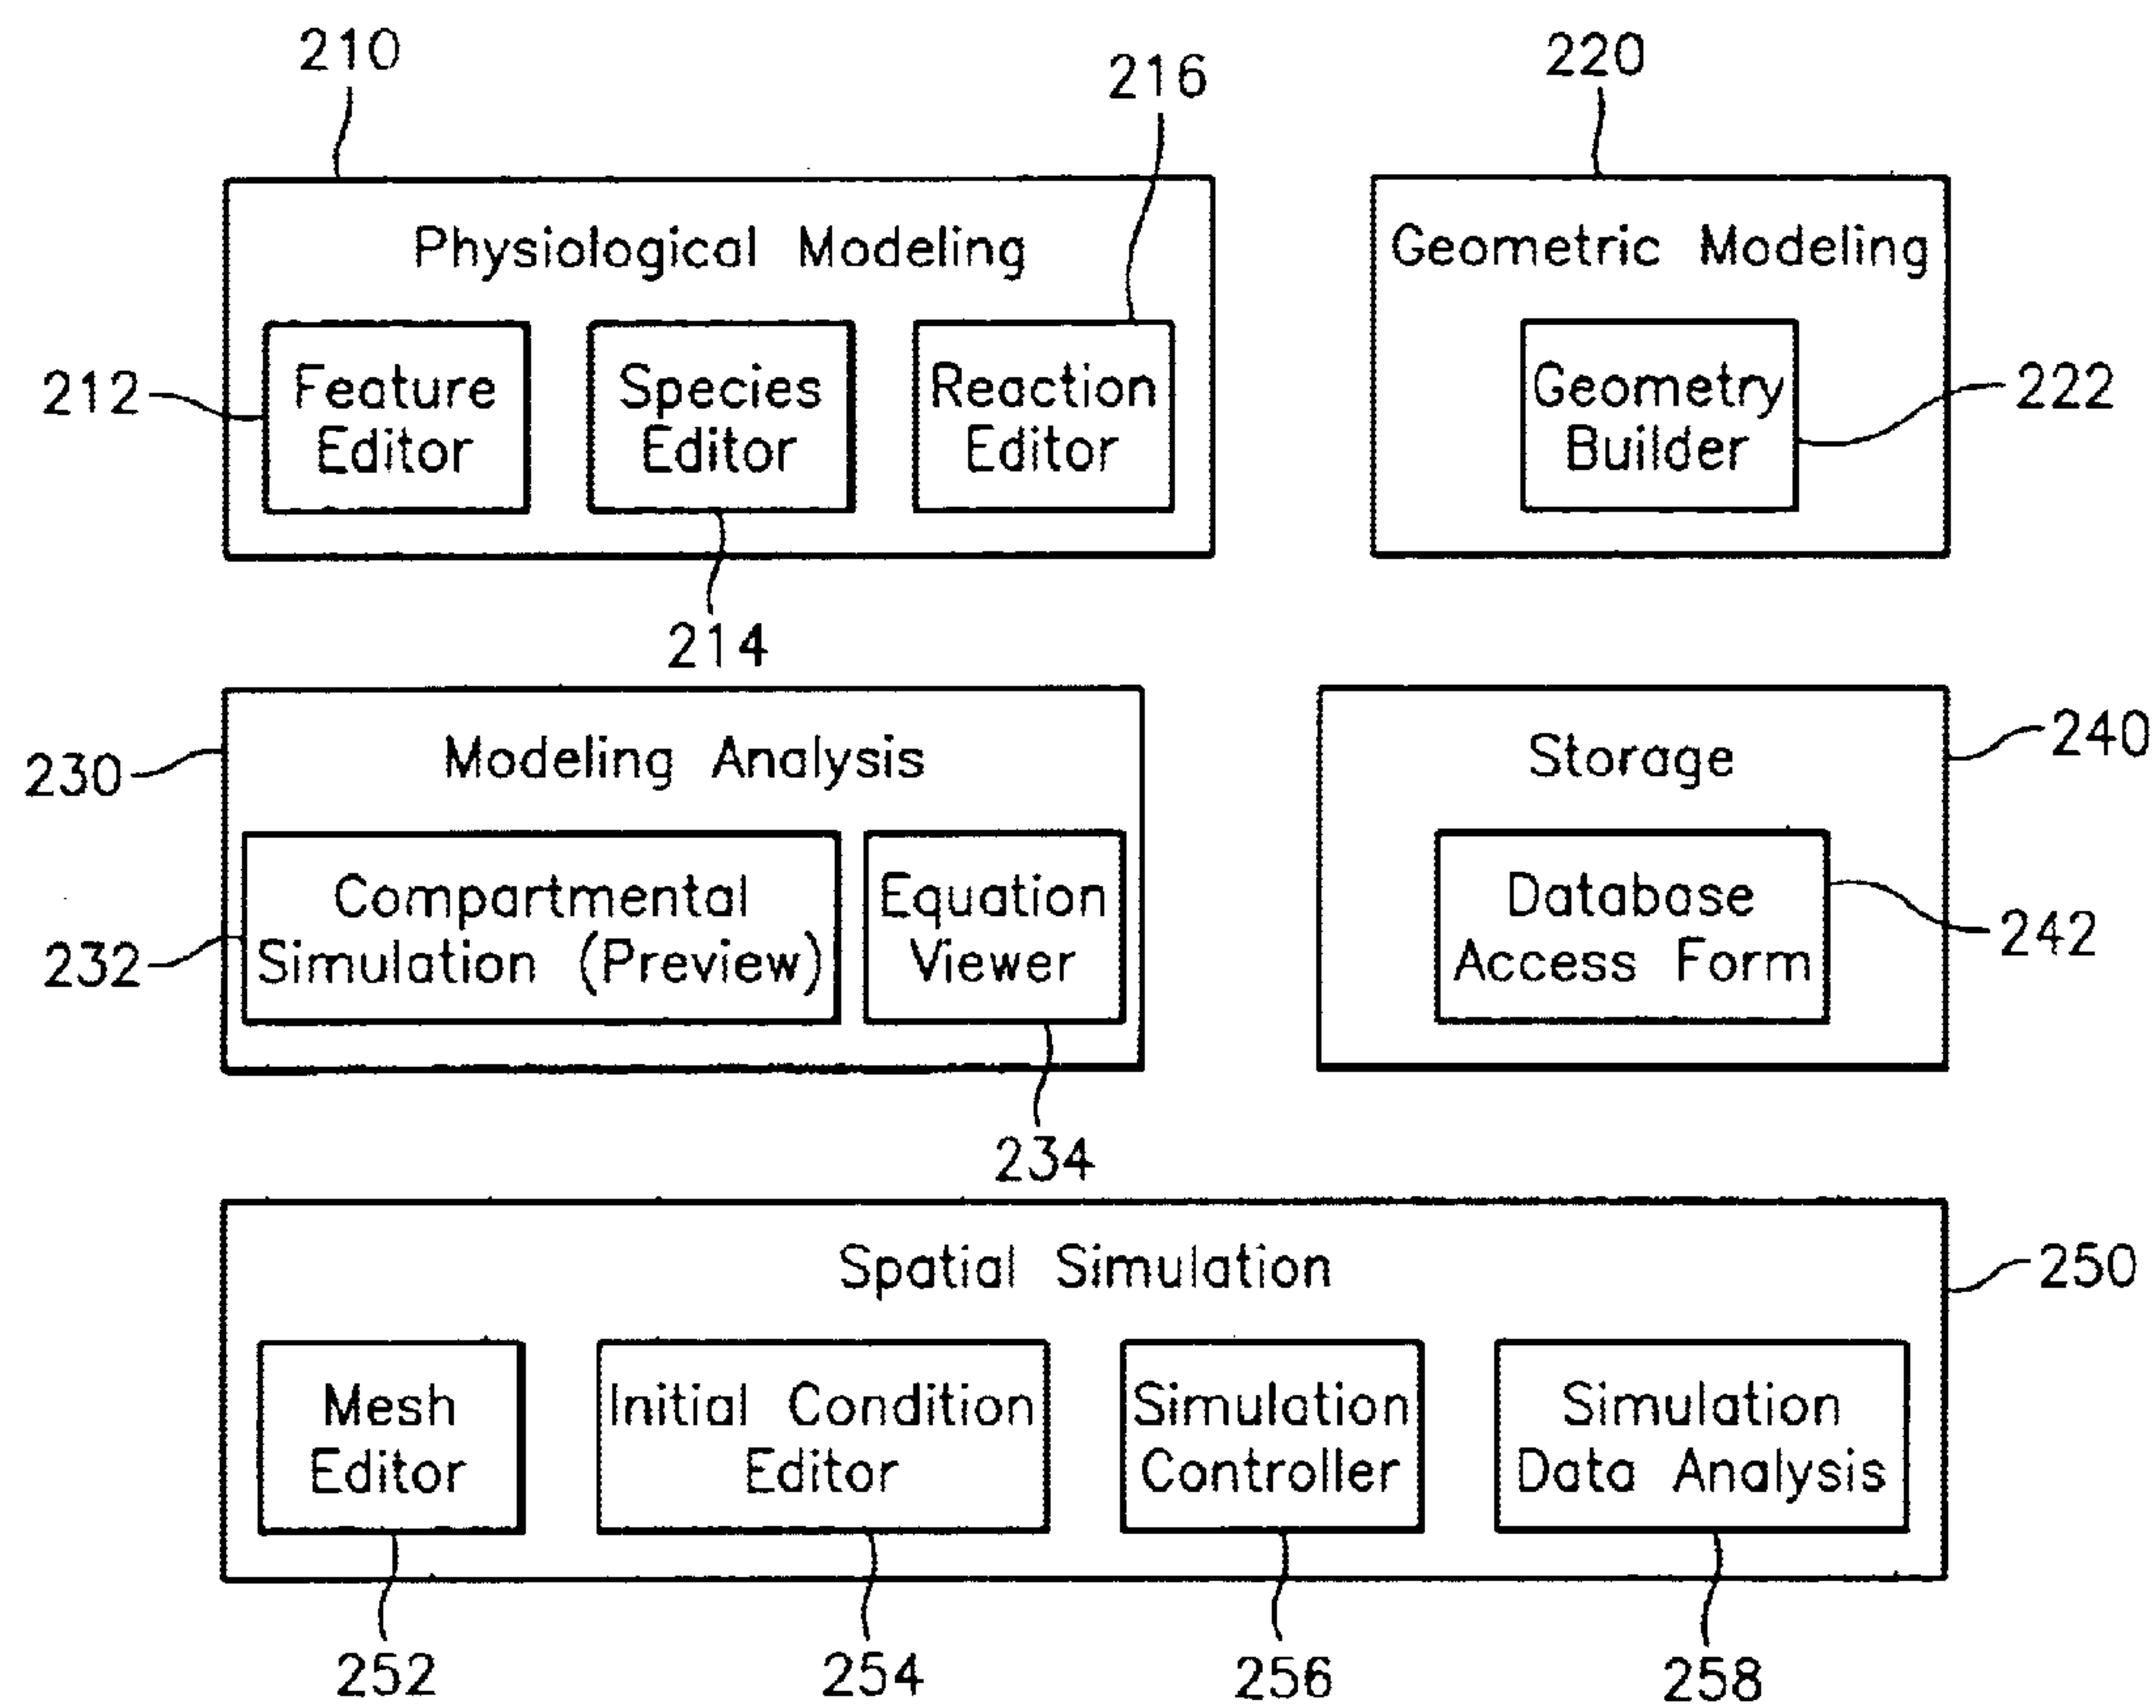 210
216
220
Physiological Modeling
Geometric Modeling
212
Feature
Editor
Species
Editor
Reaction
Editor
Geometry
Builder
222
214
230
Modeling Analysis
Storage
240
232
Compartmental
Simulation (Preview)
Equation
Viewer
Database
Access Form
242
234
Spatial Simulation
250
Mesh
Editor
Initial Condition
Editor
Simulation
Controller
Simulation
Data Analysis
252
254
256
258